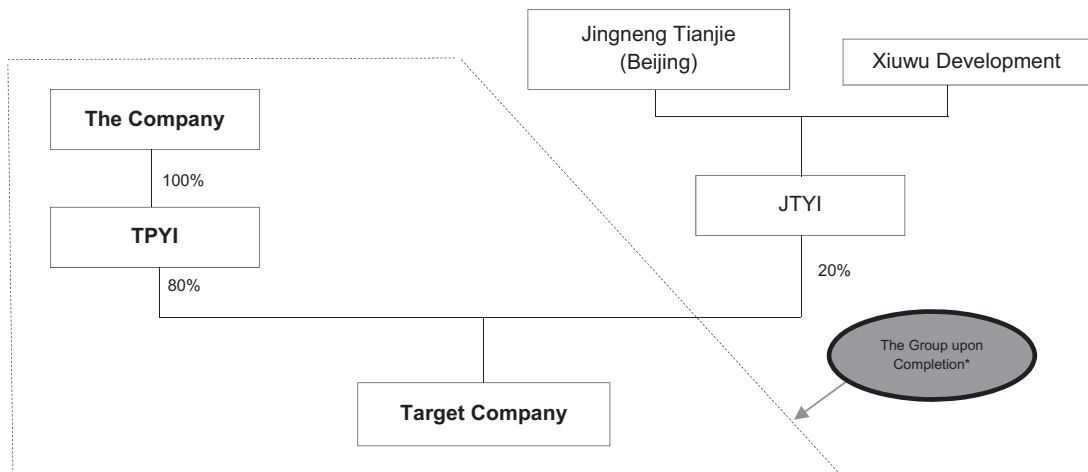 Jingneng Tianjie
(Beijing)
Xiuwu Development
The Company
100%
JTYI
TPYI
20%
80%
The Group upon
Completion*
Target Company